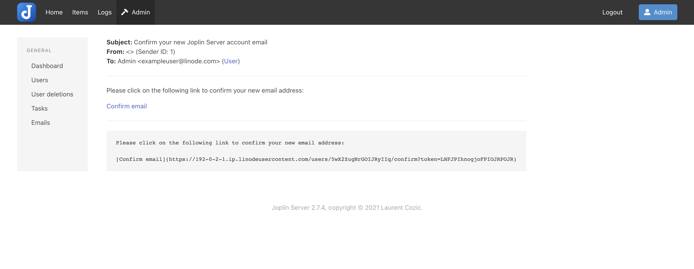 Home Items Logs Admin Logout Admin
GENERAL
Dashboard
Users
User deletions
Tasks
Emails
Subject: Confirm your new Joplin Server account email
From: <> (Sender ID: 1)
To: Admin <exampleuser@linode.com> (User)
Please click on the following link to confirm your new email address:
Confirm email
Please click on the following link to confirm your new email address:
[Confirm email](https://192-0-2-1.ip.linodeusercontent.com/users/5wX2SugNrGOIJRyIIq/confirm?token=LNPJPIhnogjoFPIOJRPOJR)
Joplin Server 2.7.4, copyright © 2021 Laurent Cozic.